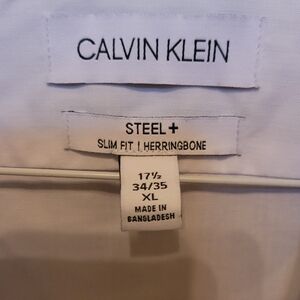 CALVIN KLEIN
STEEL+
SLIM FIT | HERRINGBONE
17½
34/35
XL
MADE IN
BANGLADESH